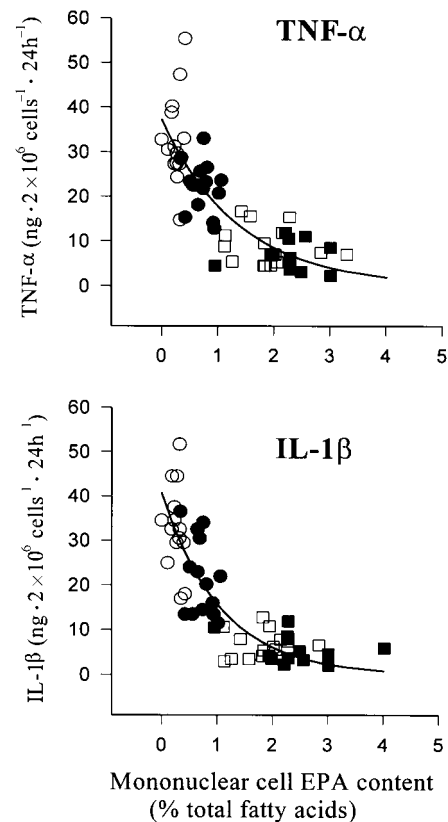 TNF-α
60
50
40
30
20
10
0
TNF-α (ng · 2×10⁶ cells⁻¹ · 24h⁻¹)
0 1 2 3 4 5
IL-1β
60
50
40
30
20
10
0
IL-1β (ng · 2×10⁶ cells⁻¹ · 24h⁻¹)
0 1 2 3 4 5
Mononuclear cell EPA content
(% total fatty acids)